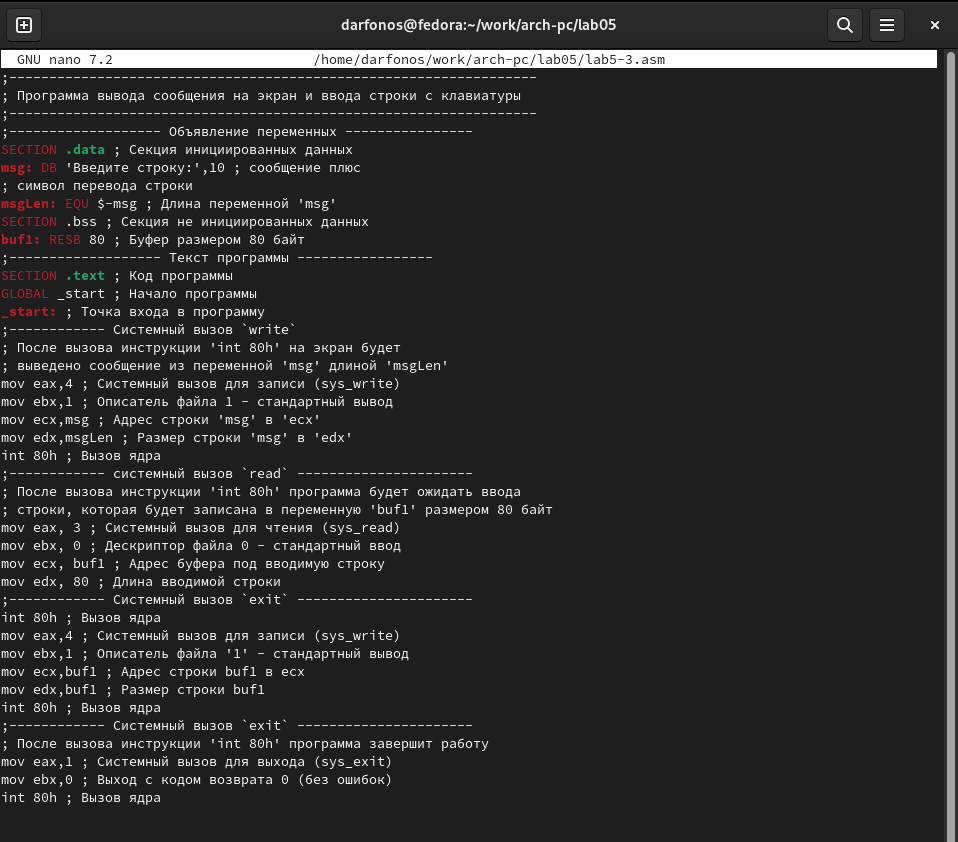 darfonos@fedora:~/work/arch-pc/lab05
GNU nano 7.2 /home/darfonos/work/arch-pc/lab05/lab5-3.asm
;------------------------------------------------------------------
; Программа вывода сообщения на экран и ввода строки с клавиатуры
;------------------------------------------------------------------
;------------------- Объявление переменных ----------------
SECTION .data ; Секция инициированных данных
msg: DB 'Введите строку:',10 ; сообщение плюс
; символ перевода строки
msgLen: EQU $-msg ; Длина переменной 'msg'
SECTION .bss ; Секция не инициированных данных
buf1: RESB 80 ; Буфер размером 80 байт
;------------------- Текст программы -----------------
SECTION .text ; Код программы
GLOBAL _start ; Начало программы
_start: ; Точка входа в программу
;------------ Системный вызов `write`
; После вызова инструкции 'int 80h' на экран будет
; выведено сообщение из переменной 'msg' длиной 'msgLen'
mov eax,4 ; Системный вызов для записи (sys_write)
mov ebx,1 ; Описатель файла 1 - стандартный вывод
mov ecx,msg ; Адрес строки 'msg' в 'ecx'
mov edx,msgLen ; Размер строки 'msg' в 'edx'
int 80h ; Вызов ядра
;------------ системный вызов `read` ----------------------
; После вызова инструкции 'int 80h' программа будет ожидать ввода
; строки, которая будет записана в переменную 'buf1' размером 80 байт
mov eax, 3 ; Системный вызов для чтения (sys_read)
mov ebx, 0 ; Дескриптор файла 0 - стандартный ввод
mov ecx, buf1 ; Адрес буфера под вводимую строку
mov edx, 80 ; Длина вводимой строки
;------------ Системный вызов `exit` ----------------------
int 80h ; Вызов ядра
mov eax,4 ; Системный вызов для записи (sys_write)
mov ebx,1 ; Описатель файла '1' - стандартный вывод
mov ecx,buf1 ; Адрес строки buf1 в ecx
mov edx,buf1 ; Размер строки buf1
int 80h ; Вызов ядра
;------------ Системный вызов `exit` ----------------------
; После вызова инструкции 'int 80h' программа завершит работу
mov eax,1 ; Системный вызов для выхода (sys_exit)
mov ebx,0 ; Выход с кодом возврата 0 (без ошибок)
int 80h ; Вызов ядра